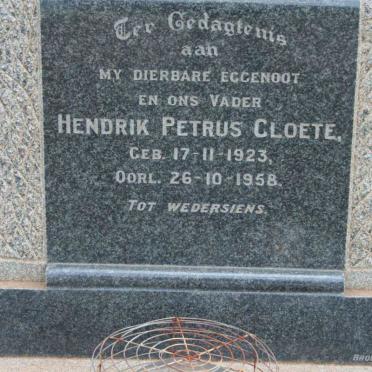 Ter Gedagtenis
aan
MY DIERBARE EGGENOOT
EN ONS VADER
HENDRIK PETRUS CLOETE,
GEB. 17-11-1923,
OORL. 26-10-1958.
TOT WEDERSIENS.